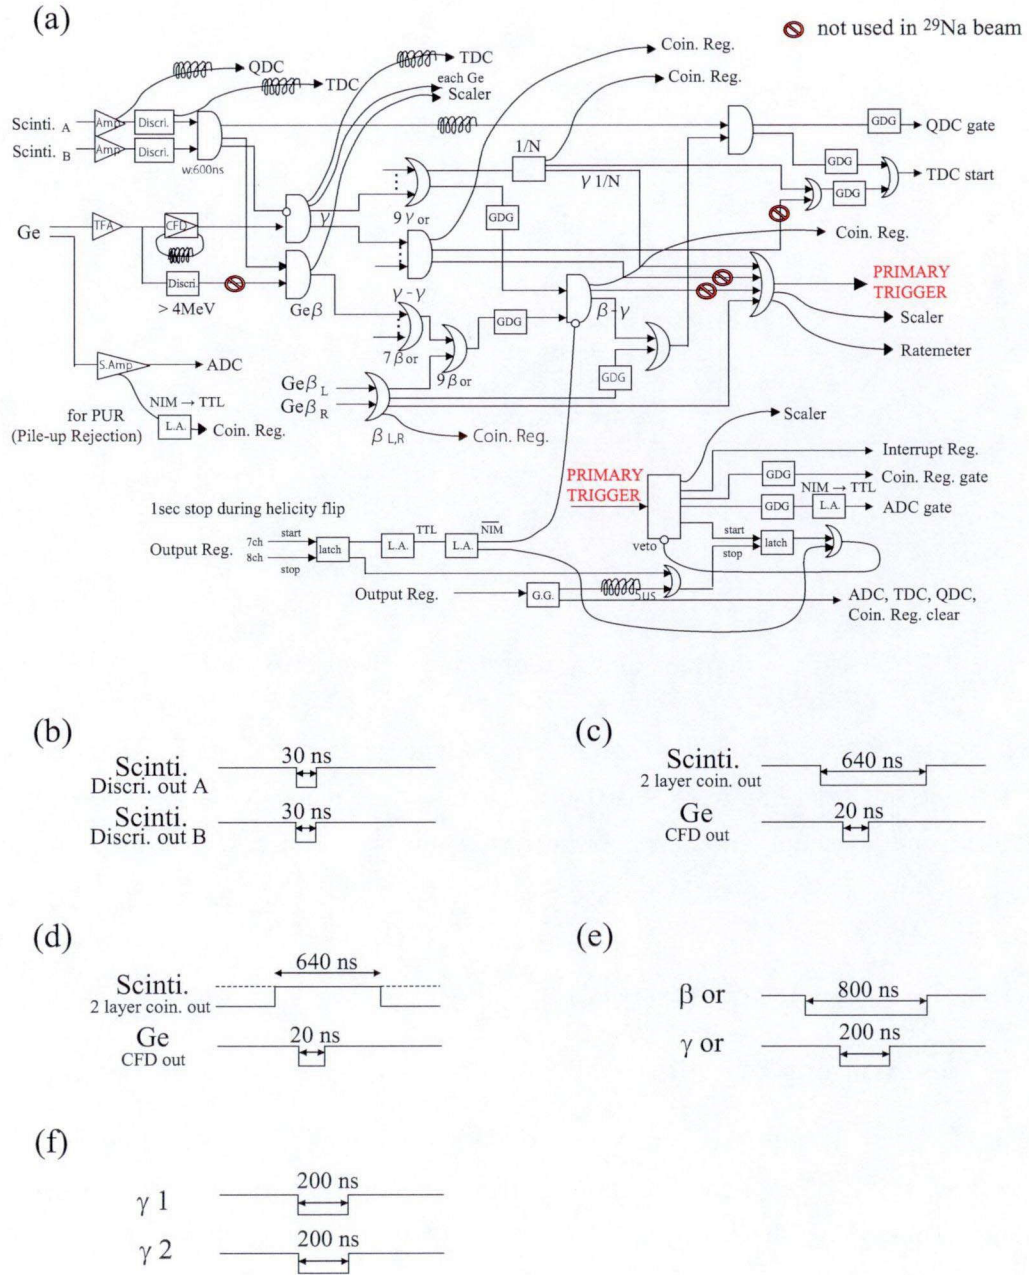 (a)
not used in ²⁹Na beam
Coin. Reg.
TDC
QDC
each Ge
Scaler
Coin. Reg.
TDC
Scinti. A
Amp
Discri.
GDG
QDC gate
Scinti. B
Amp
Discri.
w:600ns
1/N
GDG
TDC start
γ 1/N
GDG
γ
9γ or
GDG
Ge
TFA
CFD
Coin. Reg.
Discri.
> 4MeV
Geβ
γ-γ
PRIMARY
TRIGGER
β-γ
GDG
Scaler
7β or
9β or
Ratemeter
S.Amp
ADC
GDG
Geβ L
Geβ R
NIM → TTL
for PUR
(Pile-up Rejection)
L.A.
Coin. Reg.
β L,R
Coin. Reg.
Scaler
PRIMARY
TRIGGER
Interrupt Reg.
GDG
Coin. Reg. gate
NIM → TTL
GDG
L.A.
ADC gate
1sec stop during helicity flip
Output Reg.
7ch
start
8ch
stop
latch
L.A.
TTL
L.A.
N̅I̅M̅
veto
start
stop
latch
Output Reg.
G.G.
5us
ADC, TDC, QDC,
Coin. Reg. clear
(b)
30 ns
Scinti.
Discri. out A
30 ns
Scinti.
Discri. out B
(c)
Scinti.
2 layer coin. out
640 ns
Ge
CFD out
20 ns
(d)
640 ns
Scinti.
2 layer coin. out
20 ns
Ge
CFD out
(e)
β or
800 ns
γ or
200 ns
(f)
200 ns
γ 1
200 ns
γ 2